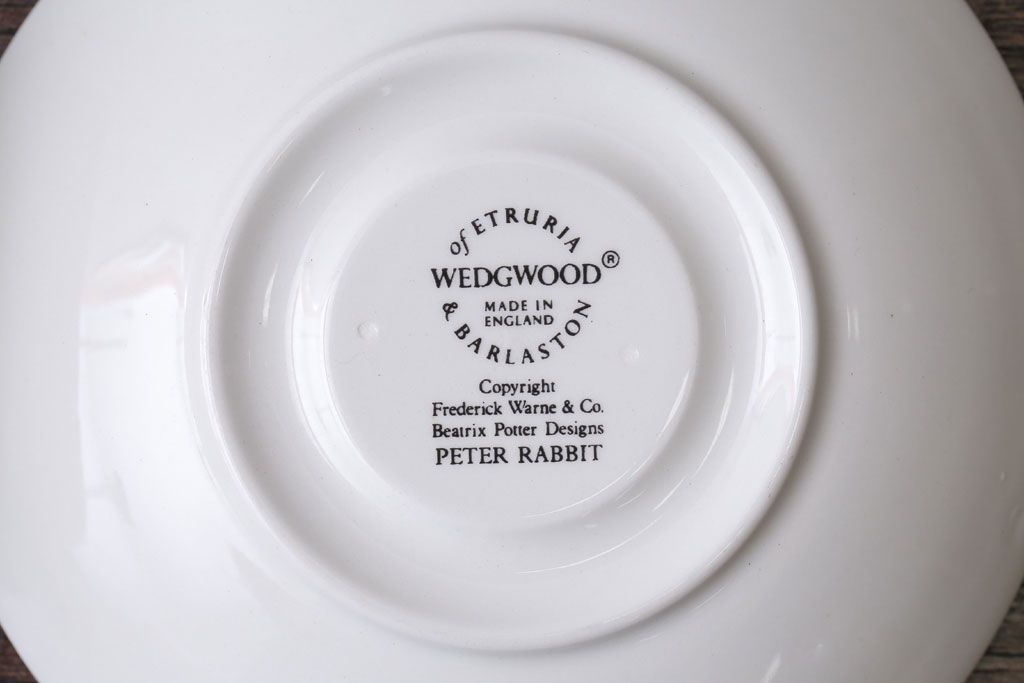 of ETRURIA
WEDGWOOD®
MADE IN
ENGLAND
& BARLASTON
Copyright
Frederick Warne & Co.
Beatrix Potter Designs
PETER RABBIT